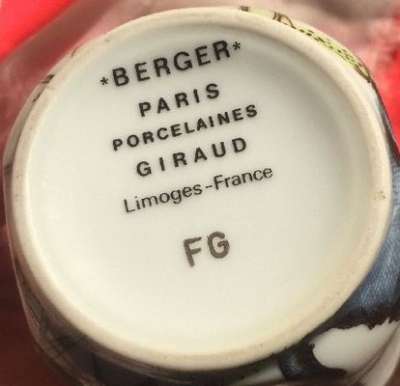 *BERGER*
PARIS
PORCELAINES
GIRAUD
Limoges-France
FG